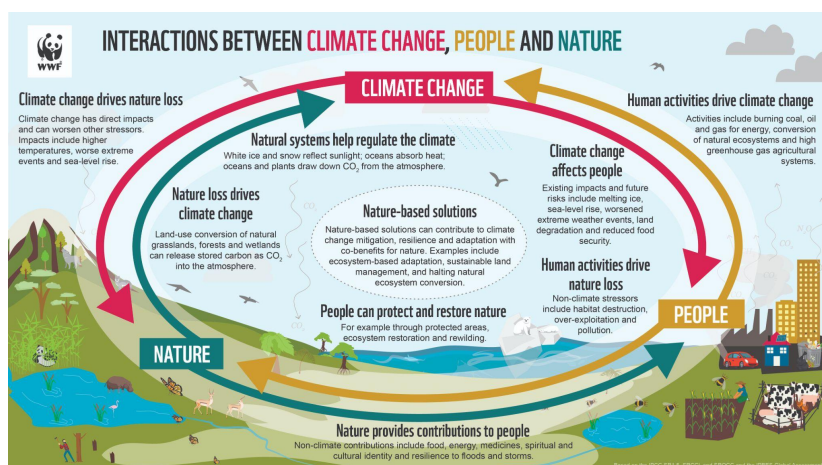 WWF
INTERACTIONS BETWEEN CLIMATE CHANGE, PEOPLE AND NATURE
CLIMATE CHANGE
Climate change drives nature loss
Climate change has direct impacts
and can worsen other stressors.
Impacts include higher
temperatures, worse extreme
events and sea-level rise.
Human activities drive climate change
Activities include burning coal, oil
and gas for energy, conversion
of natural ecosystems and high
greenhouse gas agricultural
systems.
Natural systems help regulate the climate
White ice and snow reflect sunlight; oceans absorb heat;
oceans and plants draw down CO₂ from the atmosphere.
Climate change
affects people
Existing impacts and future
risks include melting ice,
sea-level rise, worsened
extreme weather events, land
degradation and reduced food
security.
Nature loss drives
climate change
Land-use conversion of natural
grasslands, forests and wetlands
can release stored carbon as CO₂
into the atmosphere.
Nature-based solutions
Nature-based solutions can contribute to climate
change mitigation, resilience and adaptation with
co-benefits for nature. Examples include
ecosystem-based adaptation, sustainable land
management, and halting natural
ecosystem conversion.
Human activities drive
nature loss
Non-climate stressors
include habitat destruction,
over-exploitation and
pollution.
People can protect and restore nature
For example through protected areas,
ecosystem restoration and rewilding.
PEOPLE
NATURE
Nature provides contributions to people
Non-climate contributions include food, energy, medicines, spiritual and
cultural identity and resilience to floods and storms.